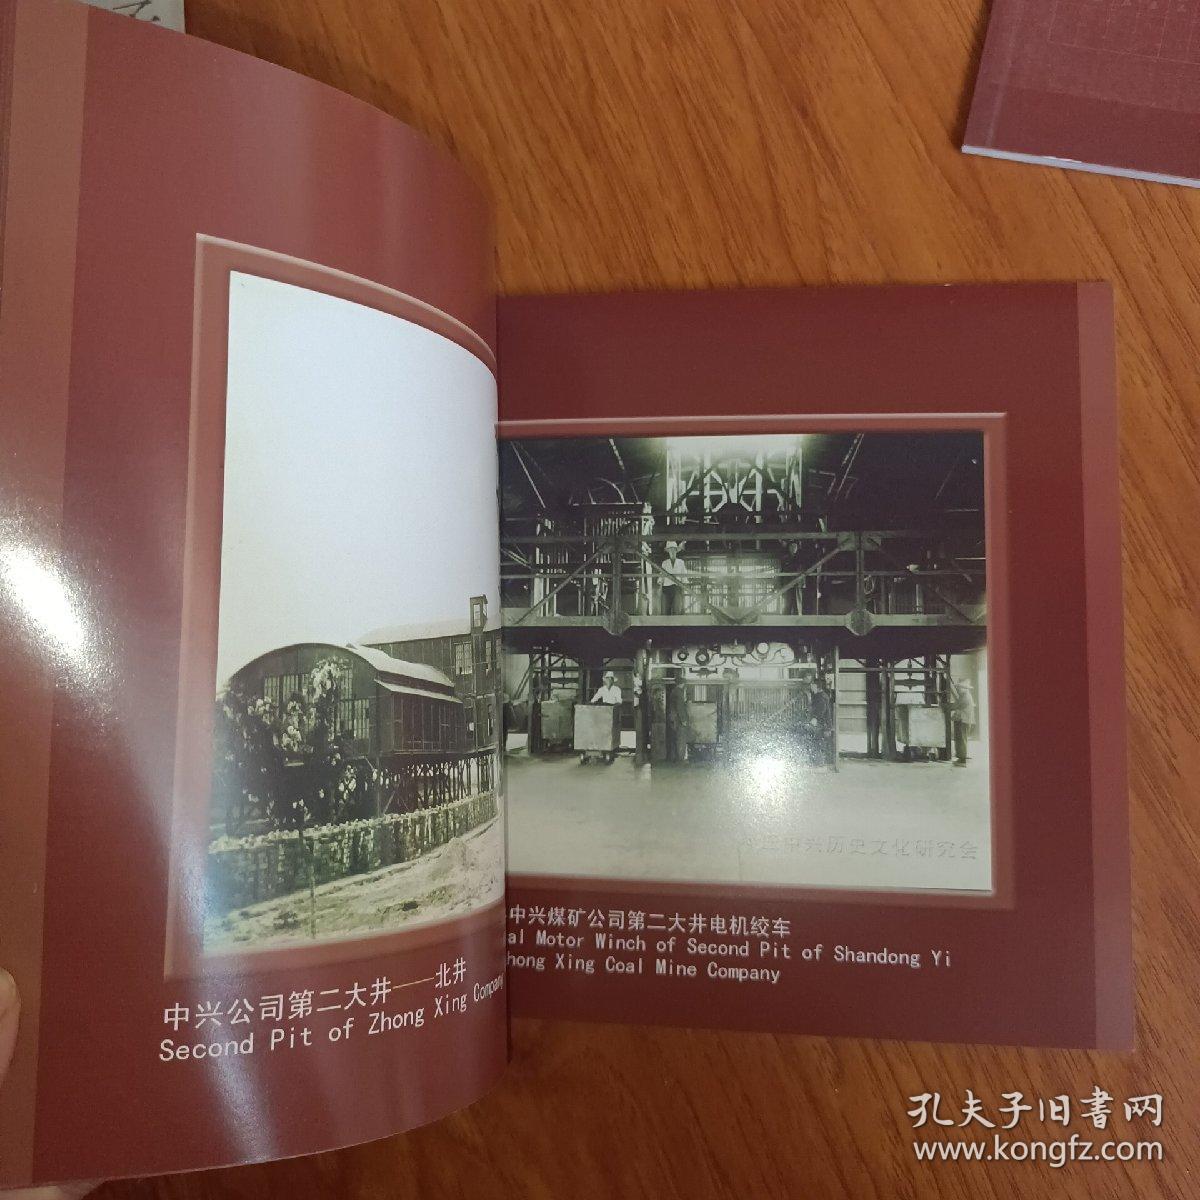 中兴公司第二大井——北井
Second Pit of Zhong Xing Company
中兴历史文化研究会
中兴煤矿公司第二大井电机绞车
Motor Winch of Second Pit of Shandong Yi
Xing Coal Mine Company
孔夫子旧書网
www.kongfz.com